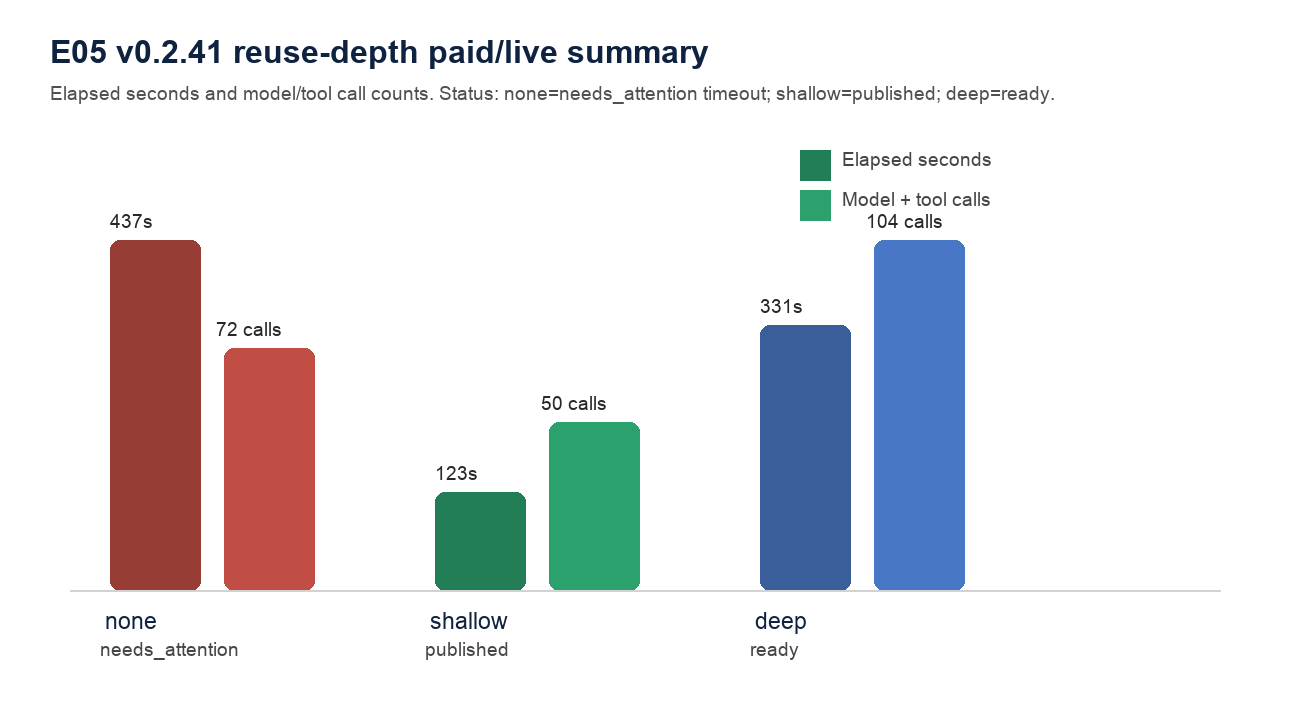 E05 v0.2.41 reuse-depth paid/live summary
Elapsed seconds and model/tool call counts. Status: none=needs_attention timeout; shallow=published; deep=ready.
Elapsed seconds
Model + tool calls
437s
72 calls
123s
50 calls
331s
104 calls
none
needs_attention
shallow
published
deep
ready